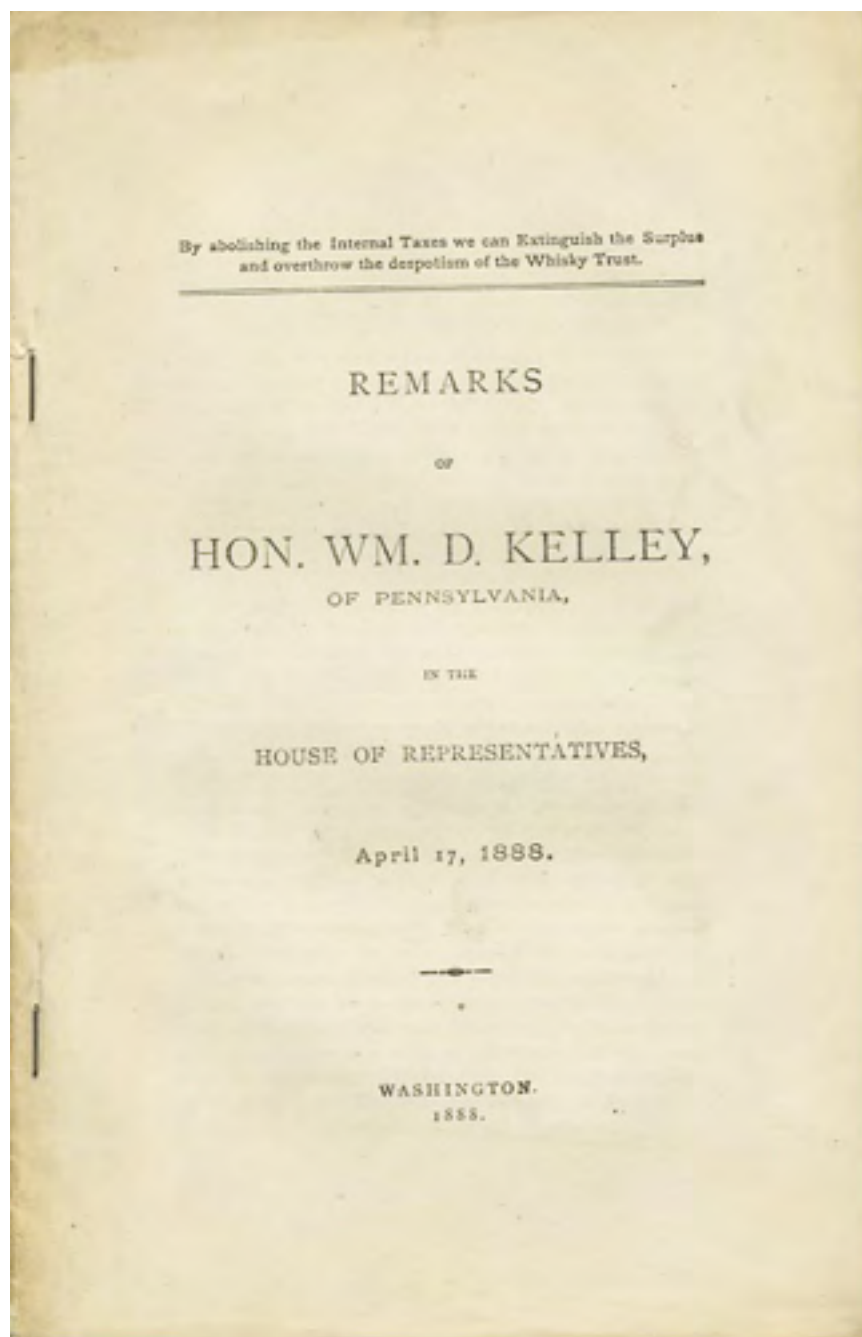 By abolishing the Internal Taxes we can Extinguish the Surplus
and overthrow the despotism of the Whisky Trust.
REMARKS
OF
HON. WM. D. KELLEY,
OF PENNSYLVANIA,
IN THE
HOUSE OF REPRESENTATIVES,
April 17, 1888.
WASHINGTON.
1888.